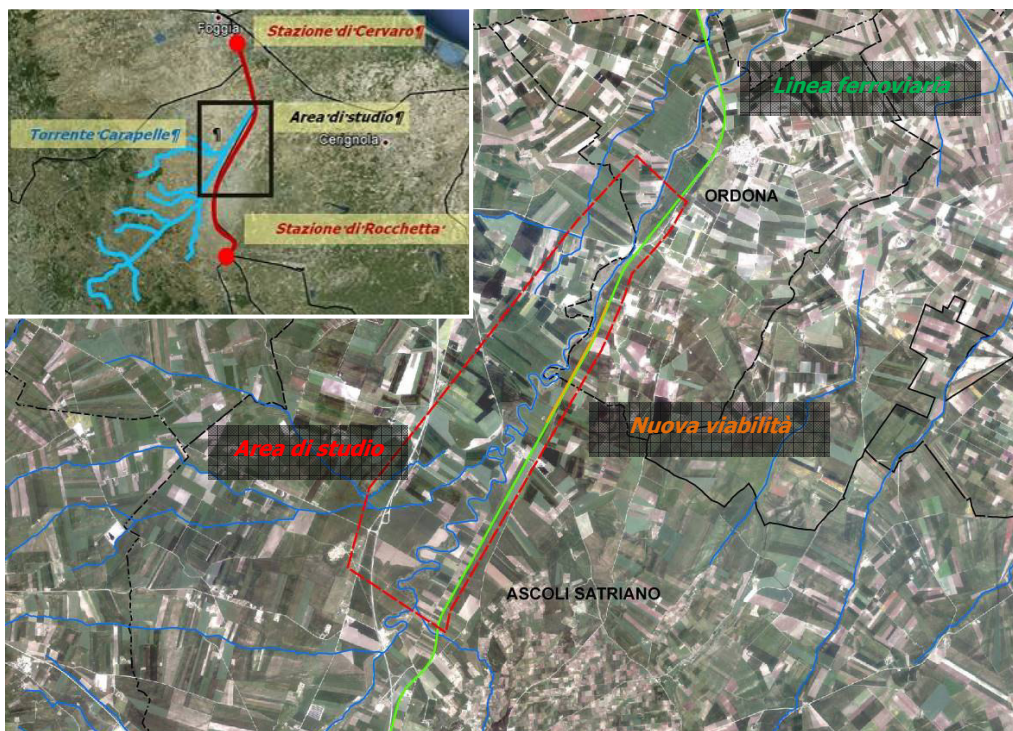 Foggia
Stazione·di·Cervaro¶
Area·di·studio¶
Torrente·Carapelle¶
¶
Cerignola
Stazione·di·Rocchetta·
Linea ferroviaria
ORDONA
Nuova viabilità
Area di studio
ASCOLI SATRIANO